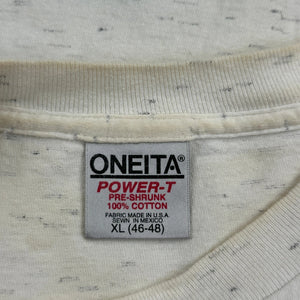 ONEITA®
POWER-T
PRE-SHRUNK
100% COTTON
FABRIC MADE IN U.S.A.
SEWN IN MEXICO
XL (46-48)